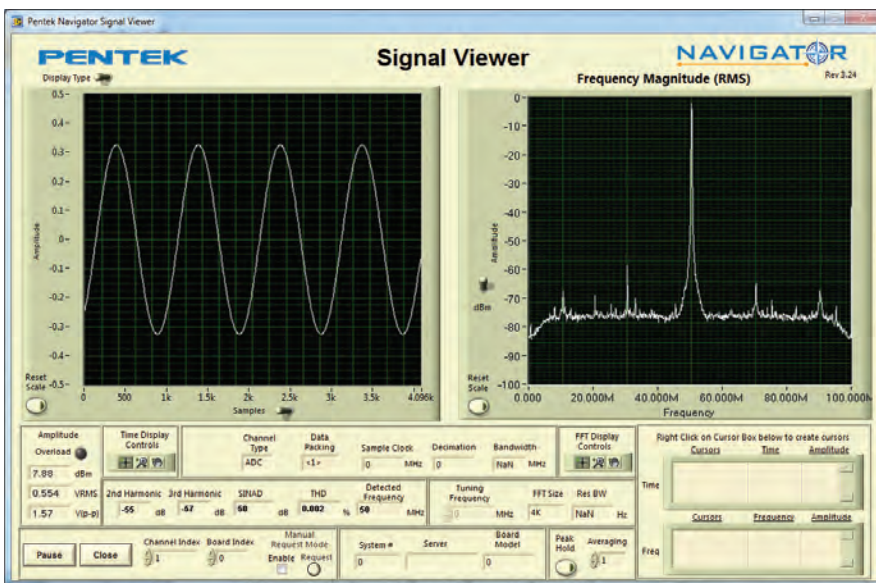 Pentek Navigator Signal Viewer
PENTEK
Signal Viewer
NAVIGATOR
Display Type
Frequency Magnitude (RMS)
Rev 3.24
0.5
0.4
0.3
0.2
0.1
0
-0.1
-0.2
-0.3
-0.4
-0.5
Amplitude
0 500 1k 1.5k 2k 2.5k 3k 3.5k 4.096k
Samples
Reset Scale
0
-10
-20
-30
-40
-50
-60
-70
-80
-90
-100
Amplitude
dBm
0.000 20.000M 40.000M 60.000M 80.000M 100.000M
Frequency
Reset Scale
Amplitude
Overload
7.88 dBm
0.554 VRMS
1.57 V(p-p)
Time Display Controls
Channel Type
ADC
Data Packing
<1>
Sample Clock
0 MHz
Decimation
0
Bandwidth
NaN MHz
FFT Display Controls
2nd Harmonic
-55 dB
3rd Harmonic
-57 dB
SINAD
60 dB
THD
0.002 %
Detected Frequency
50 MHz
Tuning Frequency
0 MHz
FFT Size
4K
Res BW
NaN Hz
Right Click on Cursor Box below to create cursors
Cursors Time Amplitude
Time
Cursors Frequency Amplitude
Freq
Pause
Close
Channel Index
1
Board Index
0
Manual Request Mode
Enable Request
System #
0
Server
Board Model
0
Peak Hold
Averaging
1